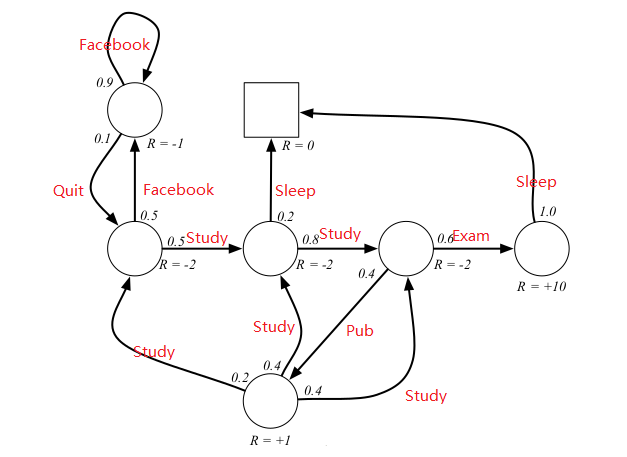 Facebook
0.9
0.1
R = -1
R = 0
Quit
Facebook
Sleep
Sleep
0.5
0.2
1.0
0.5
Study
0.8
Study
0.6
Exam
R = -2
R = -2
R = -2
0.4
R = +10
Study
Pub
Study
0.2
0.4
0.4
Study
R = +1